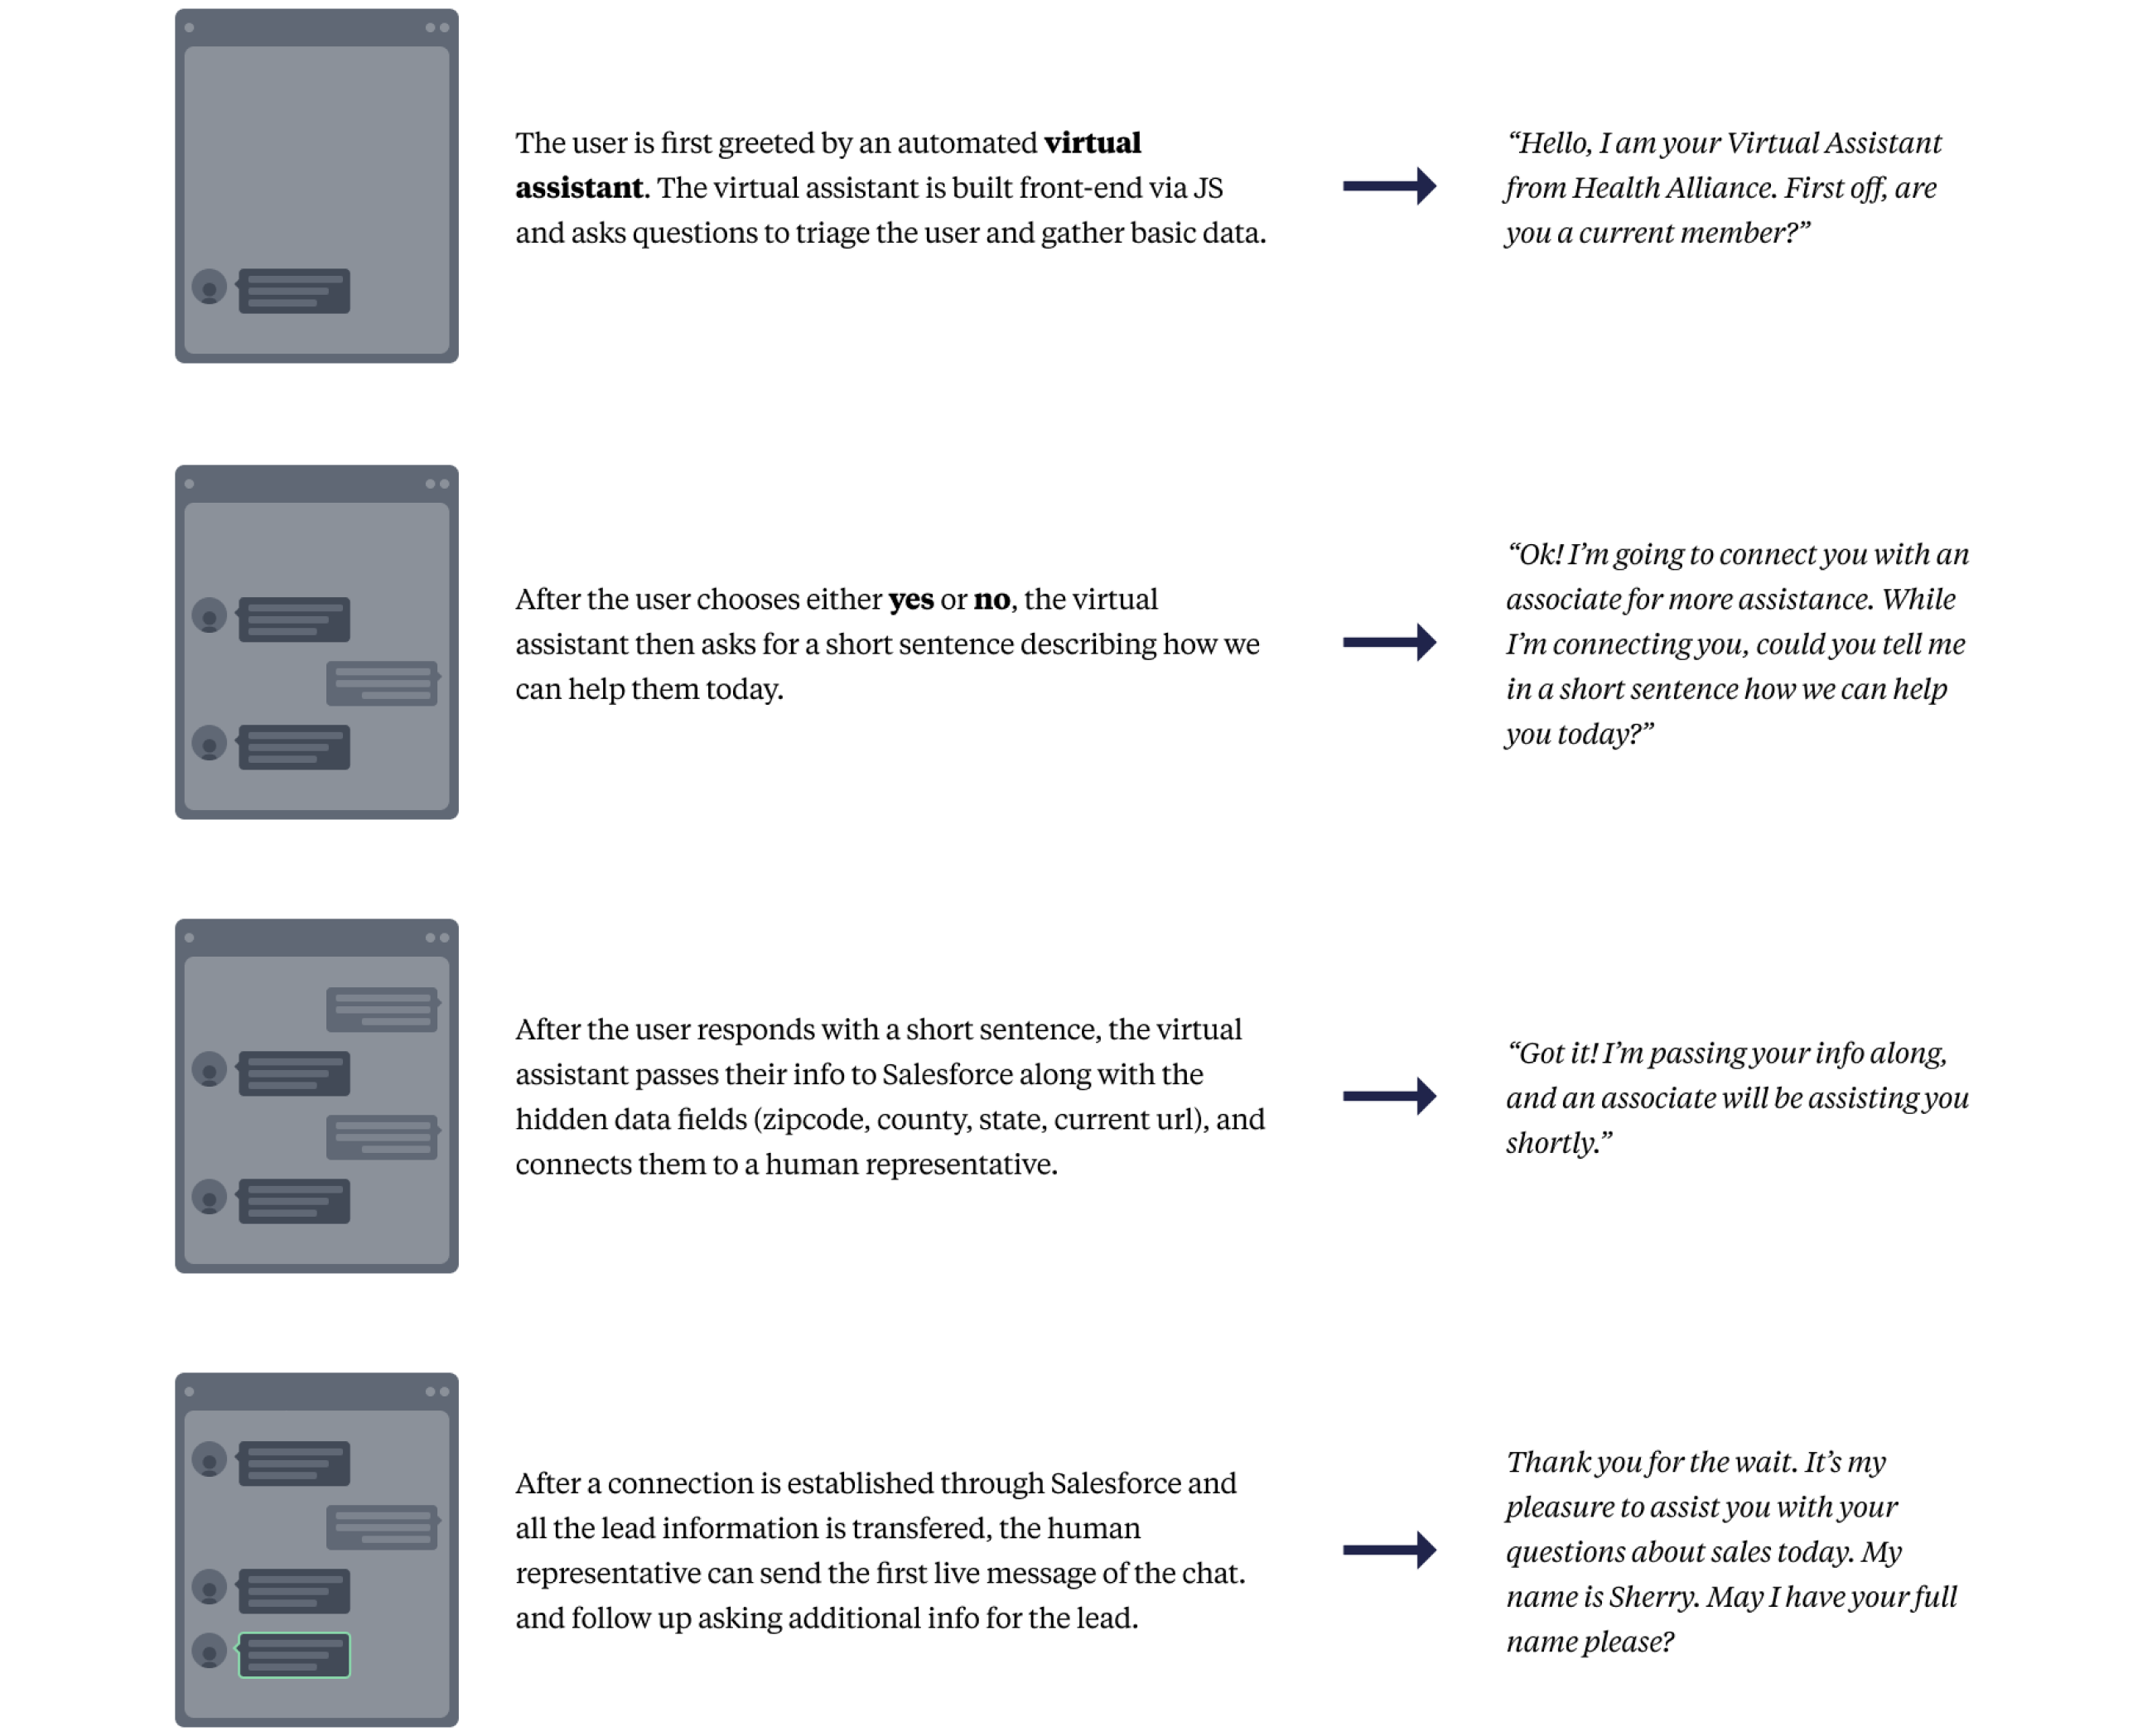 The user is first greeted by an automated virtual
assistant. The virtual assistant is built front-end via JS
and asks questions to triage the user and gather basic data.
“Hello, I am your Virtual Assistant
from Health Alliance. First off, are
you a current member?”
After the user chooses either yes or no, the virtual
assistant then asks for a short sentence describing how we
can help them today.
“Ok! I’m going to connect you with an
associate for more assistance. While
I’m connecting you, could you tell me
in a short sentence how we can help
you today?”
After the user responds with a short sentence, the virtual
assistant passes their info to Salesforce along with the
hidden data fields (zipcode, county, state, current url), and
connects them to a human representative.
“Got it! I’m passing your info along,
and an associate will be assisting you
shortly.”
After a connection is established through Salesforce and
all the lead information is transfered, the human
representative can send the first live message of the chat.
and follow up asking additional info for the lead.
Thank you for the wait. It’s my
pleasure to assist you with your
questions about sales today. My
name is Sherry. May I have your full
name please?